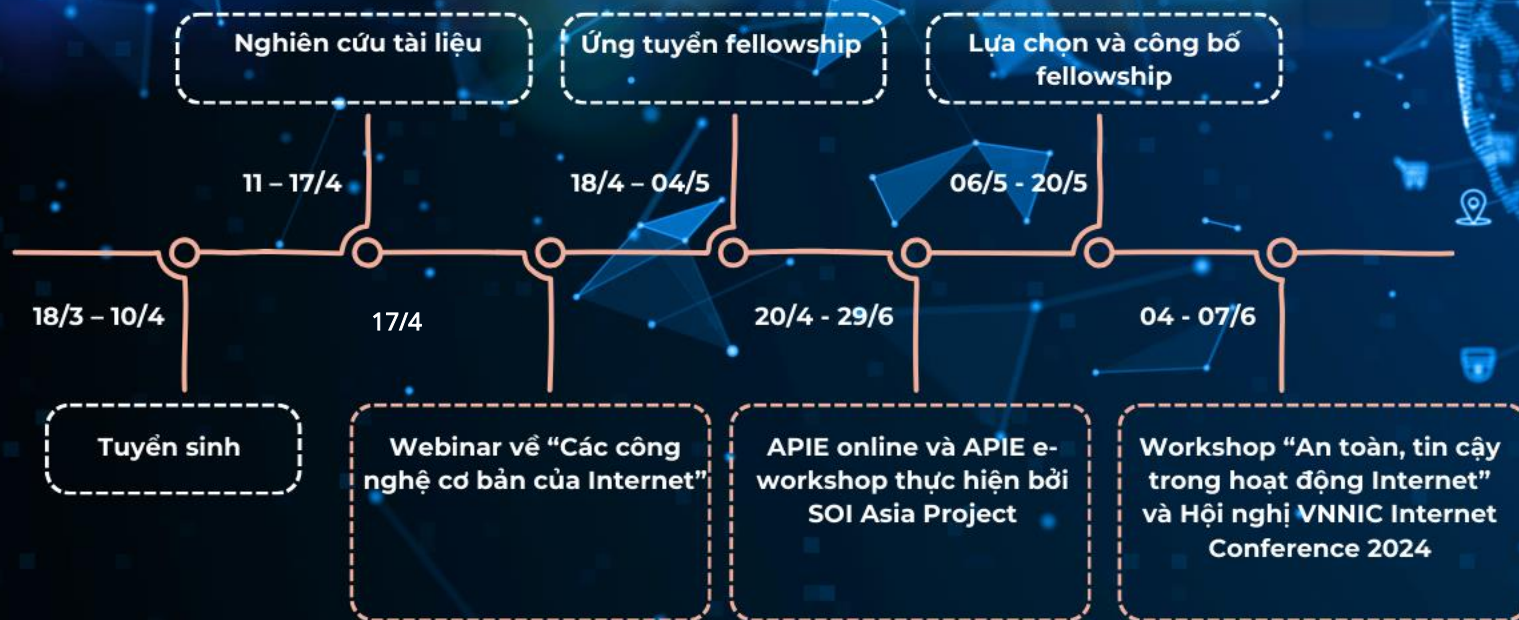 Nghiên cứu tài liệu
Ứng tuyển fellowship
Lựa chọn và công bố
fellowship
11 – 17/4
18/4 – 04/5
06/5 - 20/5
18/3 – 10/4
17/4
20/4 - 29/6
04 - 07/6
Tuyển sinh
Webinar về “Các công
nghệ cơ bản của Internet”
APIE online và APIE e-
workshop thực hiện bởi
SOI Asia Project
Workshop “An toàn, tin cậy
trong hoạt động Internet”
và Hội nghị VNNIC Internet
Conference 2024